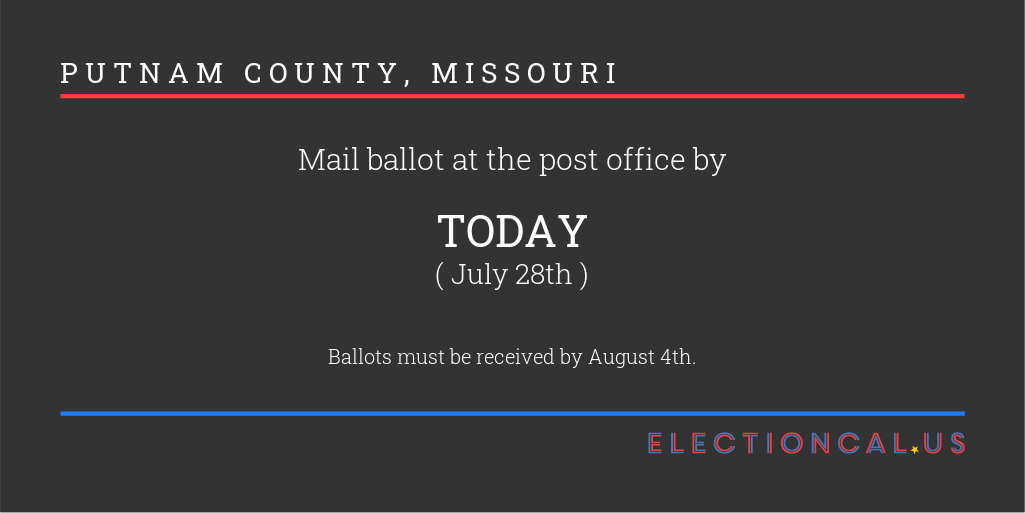 PUTNAM COUNTY, MISSOURI
Mail ballot at the post office by
TODAY
( July 28th )
Ballots must be received by August 4th.
ELECTIONCAL.US